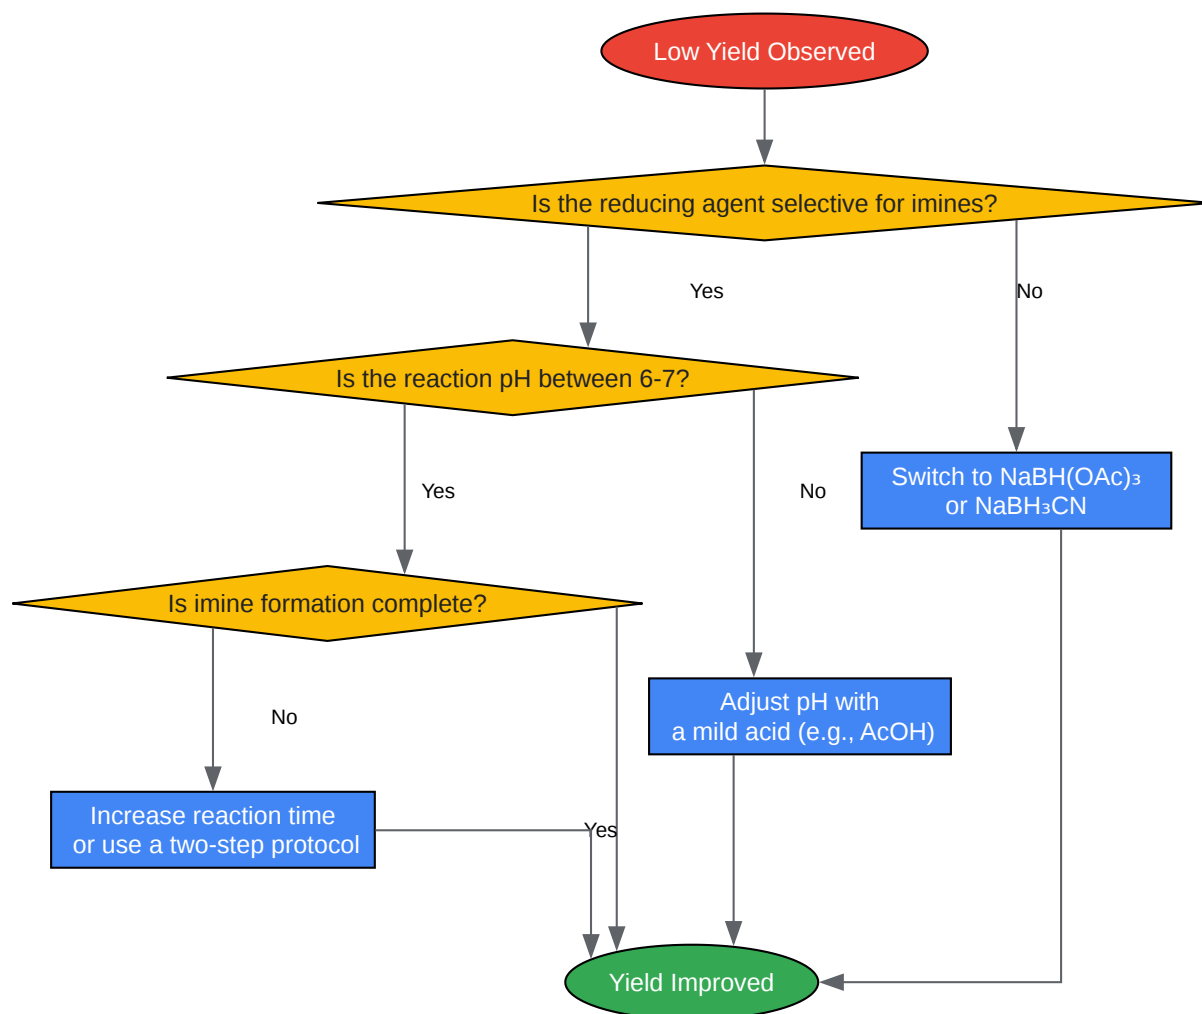 Low Yield Observed
Is the reducing agent selective for imines?
Yes
No
Is the reaction pH between 6-7?
Yes
No
Switch to NaBH(OAc)₃
or NaBH₃CN
Is imine formation complete?
No
Adjust pH with
a mild acid (e.g., AcOH)
Increase reaction time
or use a two-step protocol
Yes
Yield Improved